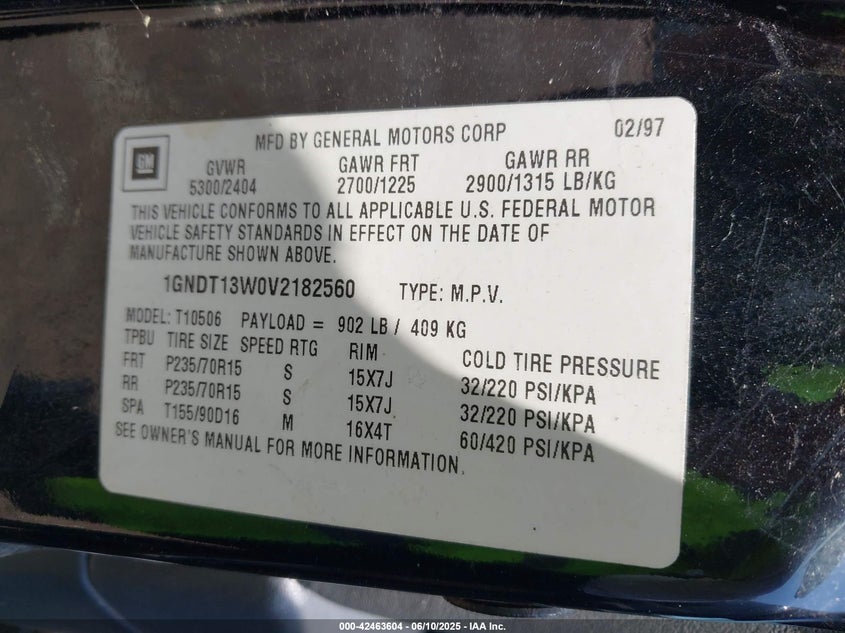 MFD BY GENERAL MOTORS CORP 02/97
GM
GVWR GAWR FRT GAWR RR
5300/2404 2700/1225 2900/1315 LB/KG
THIS VEHICLE CONFORMS TO ALL APPLICABLE U.S. FEDERAL MOTOR
VEHICLE SAFETY STANDARDS IN EFFECT ON THE DATE OF
MANUFACTURE SHOWN ABOVE.
1GNDT13W0V2182560 TYPE: M.P.V.
MODEL: T10506 PAYLOAD = 902 LB/ 409 KG
TPBU TIRE SIZE SPEED RTG RIM COLD TIRE PRESSURE
FRT P235/70R15 S 15X7J 32/220 PSI/KPA
RR P235/70R15 S 15X7J 32/220 PSI/KPA
SPA T155/90D16 M 16X4T 60/420 PSI/KPA
SEE OWNER'S MANUAL FOR MORE INFORMATION.
000-42463604 - 06/10/2025 - IAA Inc.